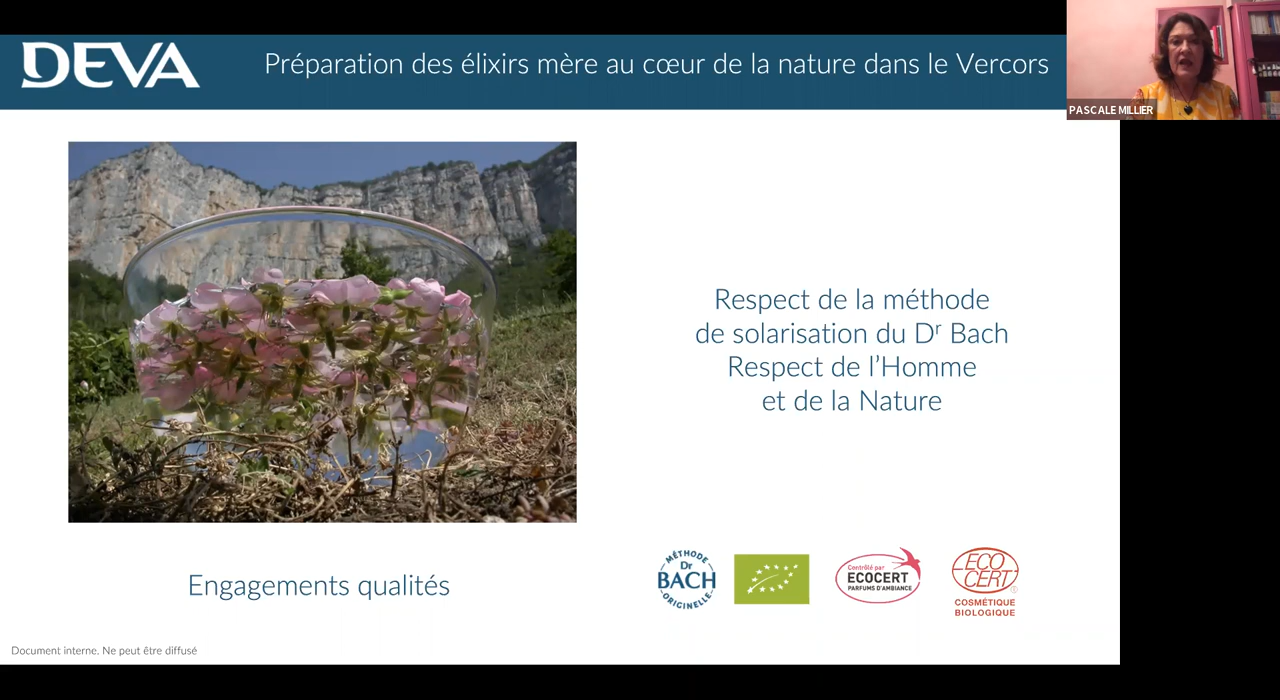 DEVA
Préparation des élixirs mère au cœur de la nature dans le Vercors
PASCALE MILLIER
Respect de la méthode
de solarisation du Dr Bach
Respect de l’Homme
et de la Nature
Engagements qualités
MÉTHODE
Dr
BACH
ORIGINELLE
Contrôlé par
ECOCERT
PARFUMS D'AMBIANCE
ECO
CERT
®
COSMÉTIQUE
BIOLOGIQUE
Document interne. Ne peut être diffusé